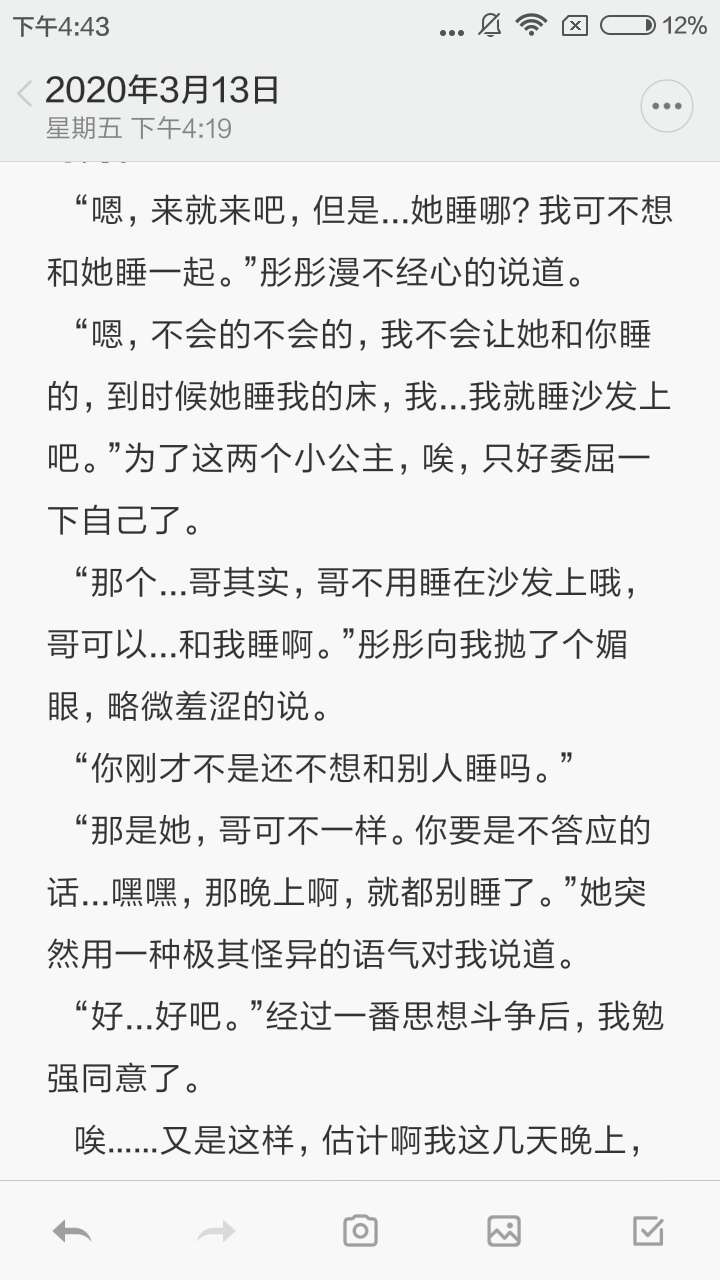 下午4:43
... 12%
2020年3月13日
星期五 下午4:19
“嗯，来就来吧，但是...她睡哪？我可不想
和她睡一起。”彤彤漫不经心的说道。
“嗯，不会的不会的，我不会让她和你睡
的，到时候她睡我的床，我...我就睡沙发上
吧。”为了这两个小公主，唉，只好委屈一
下自己了。
“那个...哥其实，哥不用睡在沙发上哦，
哥可以...和我睡啊。”彤彤向我抛了个媚
眼，略微羞涩的说。
“你刚才不是还不想和别人睡吗。”
“那是她，哥可不一样。你要是不答应的
话...嘿嘿，那晚上啊，就都别睡了。”她突
然用一种极其怪异的语气对我说道。
“好...好吧。”经过一番思想斗争后，我勉
强同意了。
唉......又是这样，估计啊我这几天晚上，